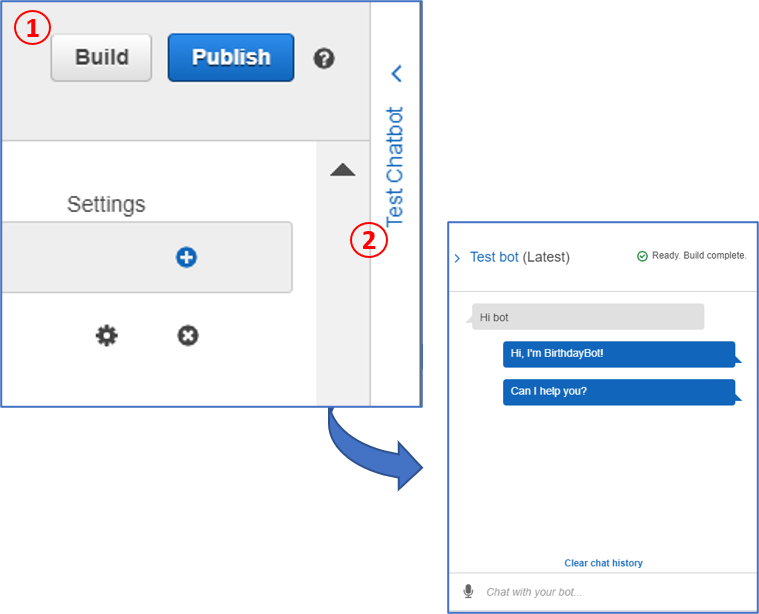 1
Build
Publish
?
Test Chatbot
Settings
2
Test bot (Latest)
Ready. Build complete.
Hi bot
Hi, I'm BirthdayBot!
Can I help you?
Clear chat history
Chat with your bot...